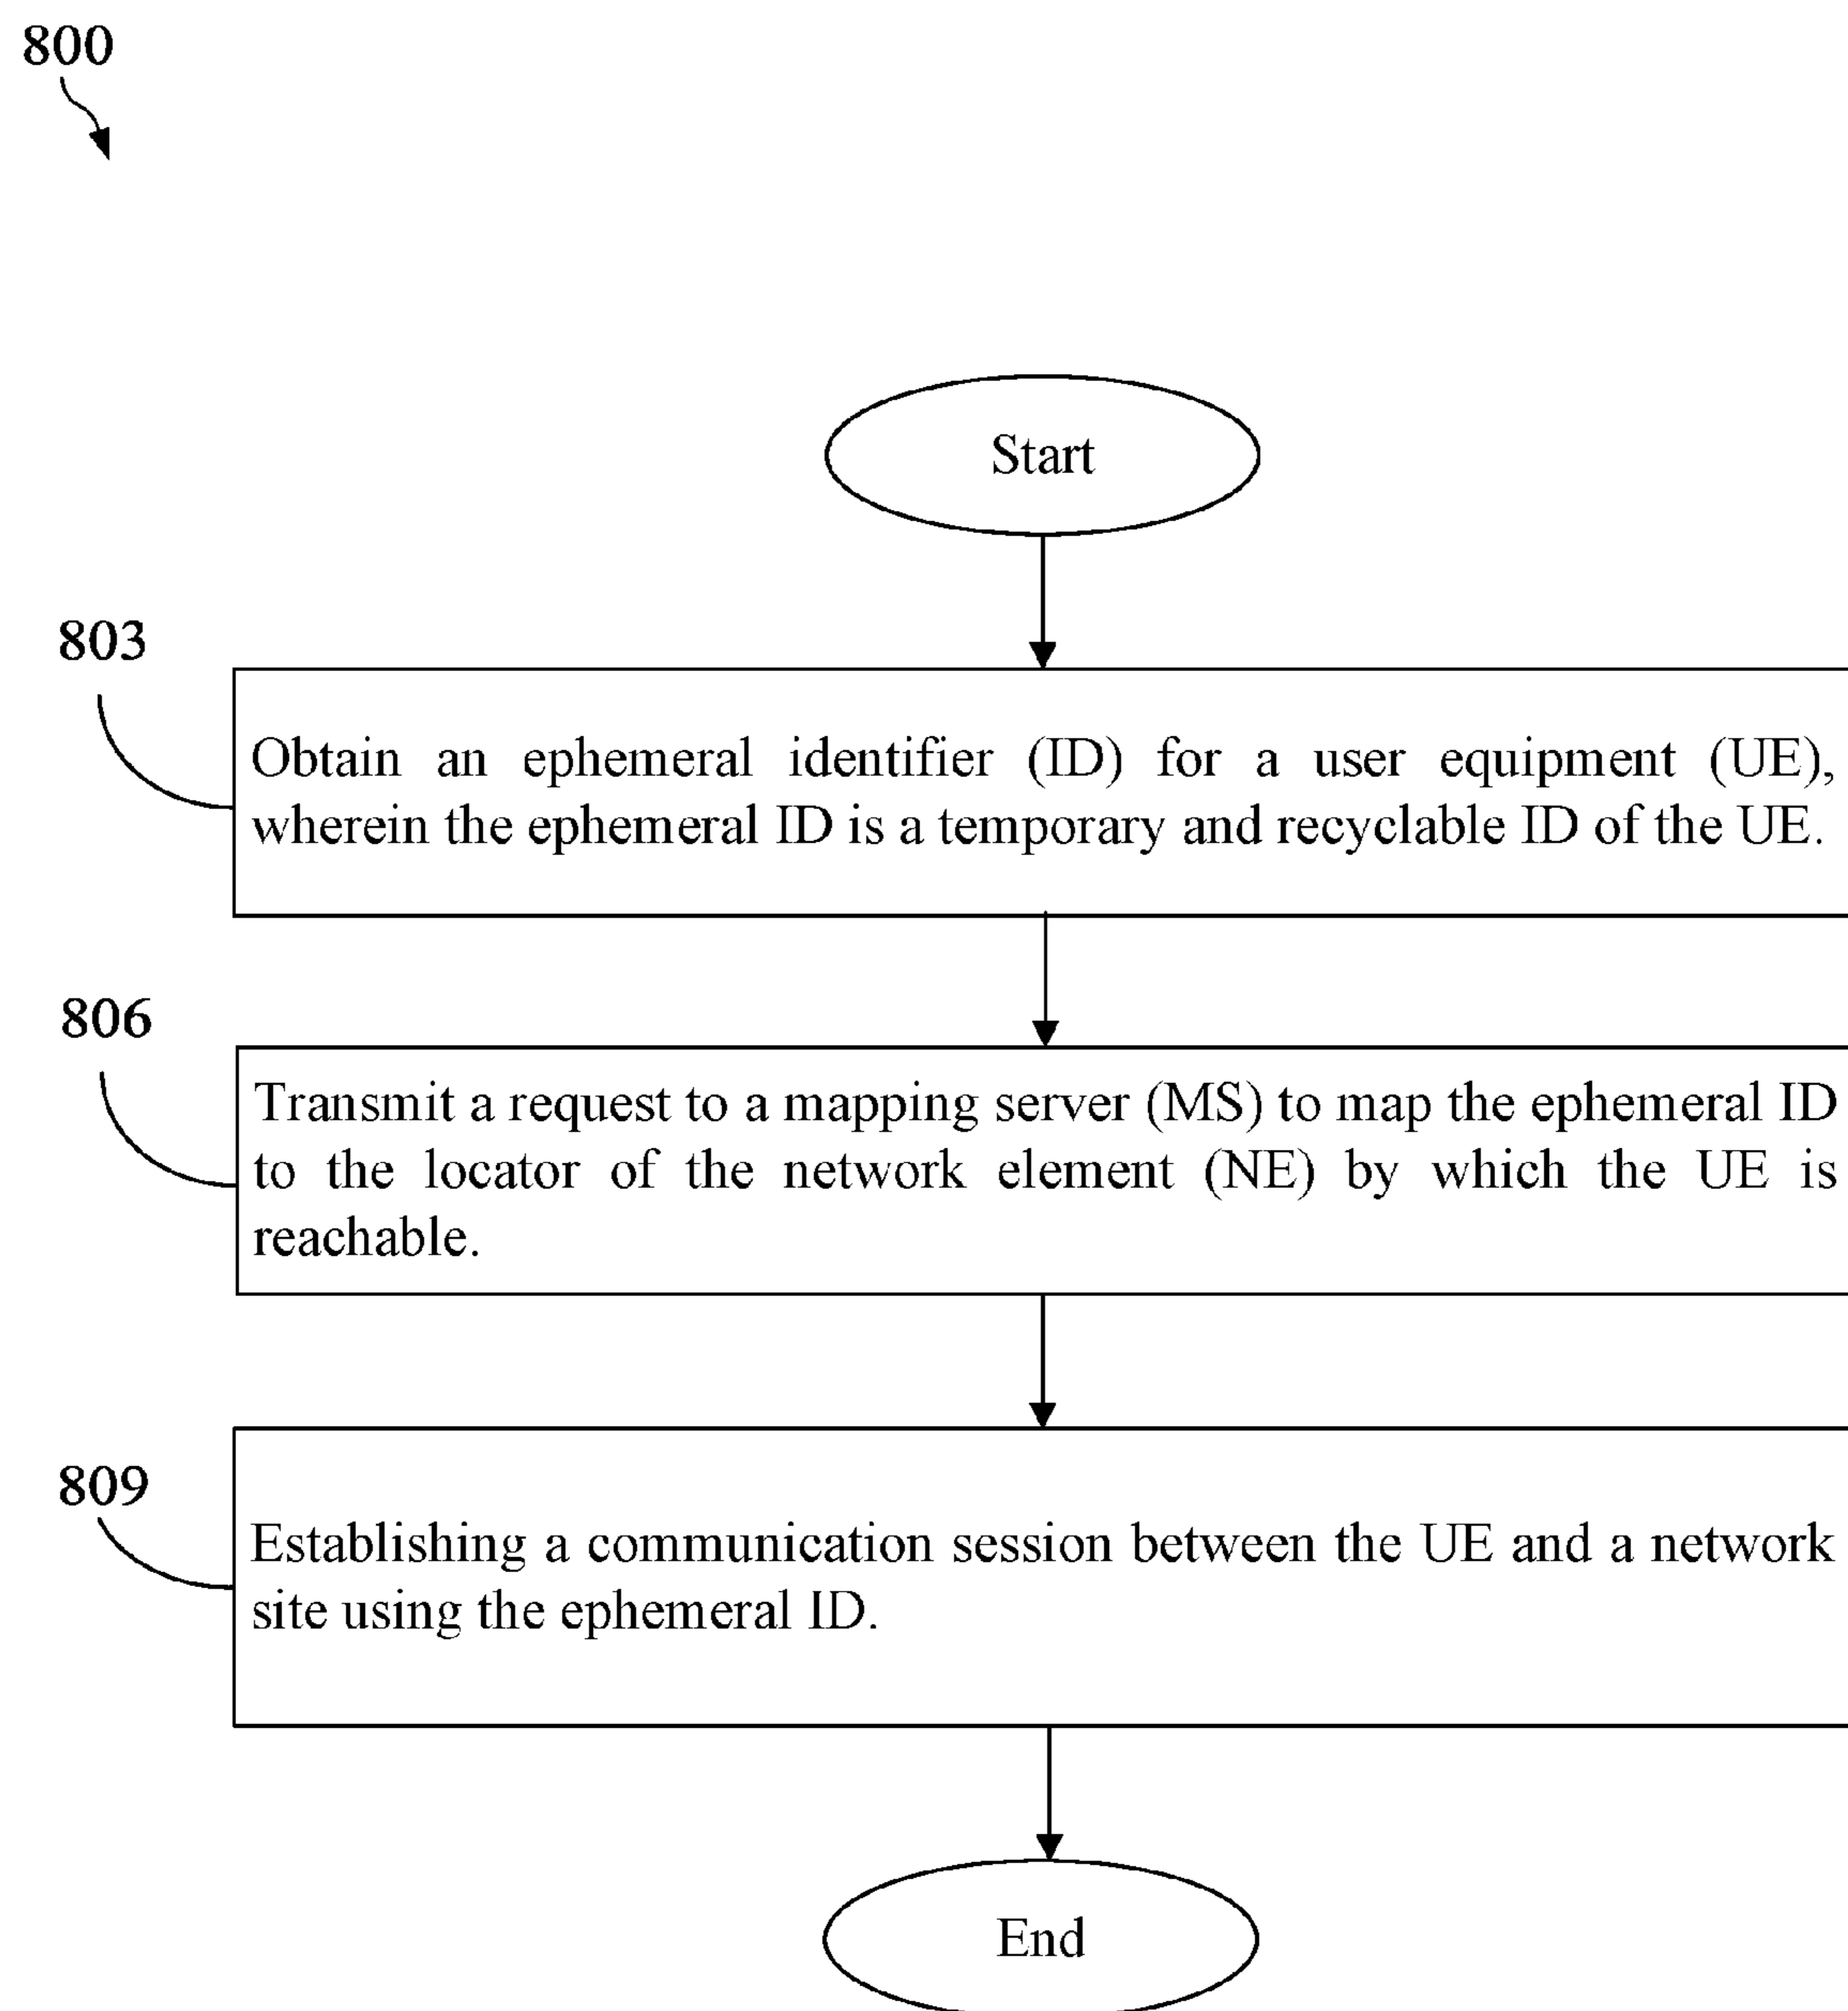 800
Start
803
Obtain an ephemeral identifier (ID) for a user equipment (UE),
wherein the ephemeral ID is a temporary and recyclable ID of the UE.
806
Transmit a request to a mapping server (MS) to map the ephemeral ID
to the locator of the network element (NE) by which the UE is
reachable.
809
Establishing a communication session between the UE and a network
site using the ephemeral ID.
End